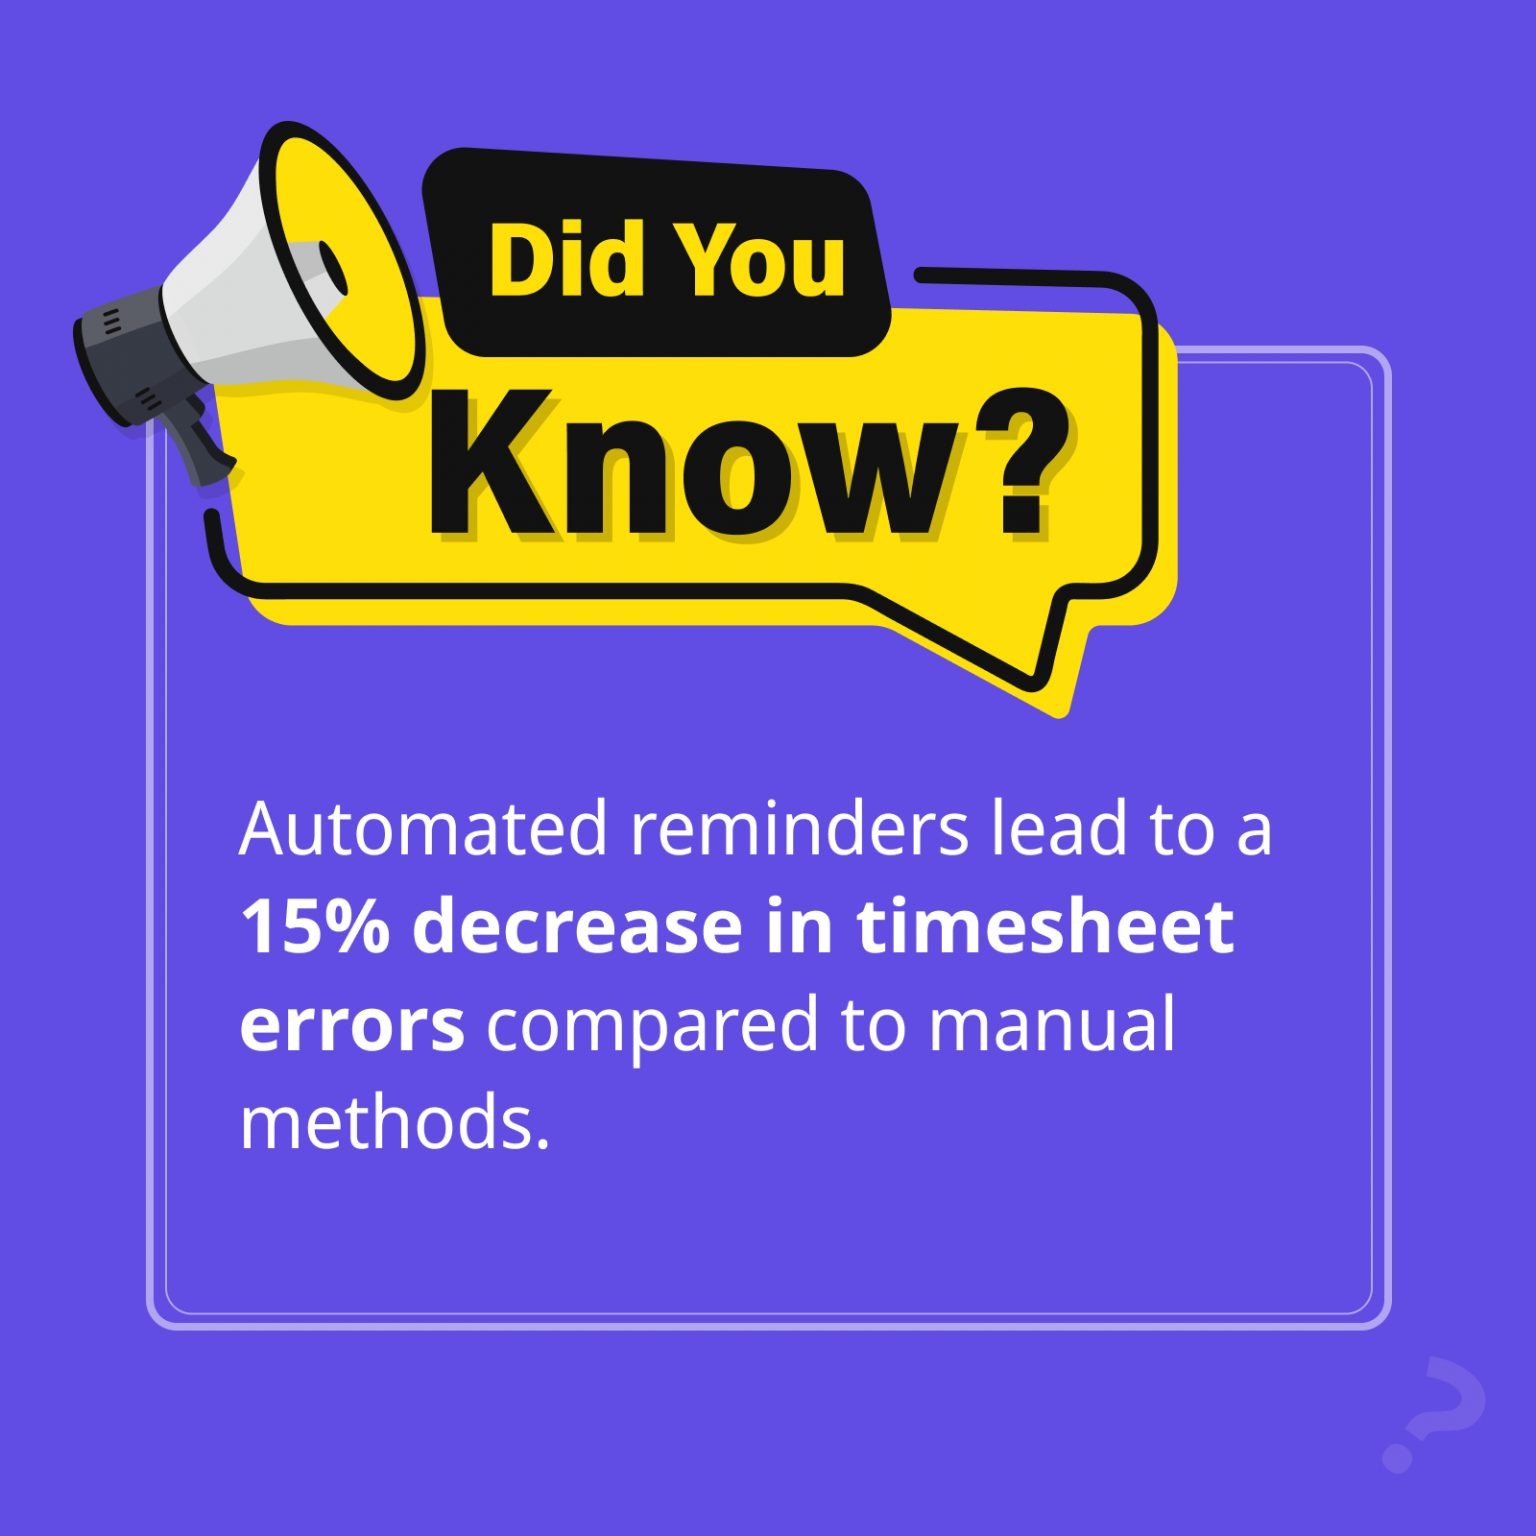 Did You
Know?
Automated reminders lead to a
15% decrease in timesheet
errors compared to manual
methods.
?